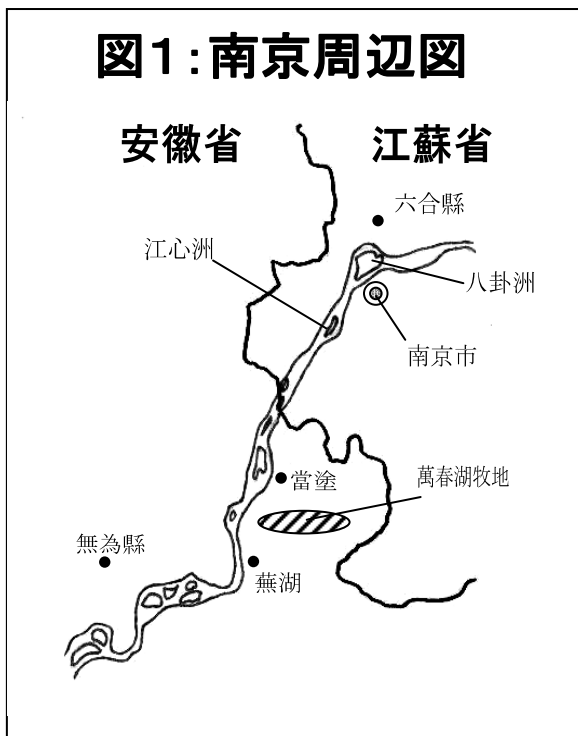 図1:南京周辺図
安徽省
江蘇省
六合縣
江心洲
八卦洲
南京市
當塗
萬春湖牧地
無為縣
蕪湖